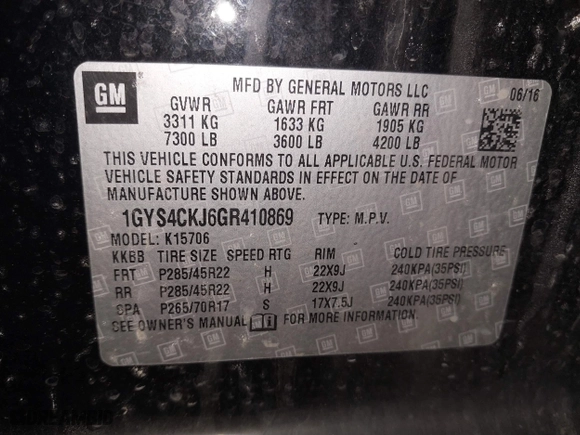 GM
MFD BY GENERAL MOTORS LLC 06/16
GVWR GAWR FRT GAWR RR
3311 KG 1633 KG 1905 KG
7300 LB 3600 LB 4200 LB
THIS VEHICLE CONFORMS TO ALL APPLICABLE U.S. FEDERAL MOTOR
VEHICLE SAFETY STANDARDS IN EFFECT ON THE DATE OF
MANUFACTURE SHOWN ABOVE.
1GYS4CKJ6GR410869 TYPE: M.P.V.
MODEL: K15706
KKBB TIRE SIZE SPEED RTG RIM COLD TIRE PRESSURE
FRT P285/45R22 H 22X9J 240KPA(35PSI)
RR P285/45R22 H 22X9J 240KPA(35PSI)
SPA P265/70R17 S 17X7.5J 240KPA(35PSI)
SEE OWNER'S MANUAL FOR MORE INFORMATION.